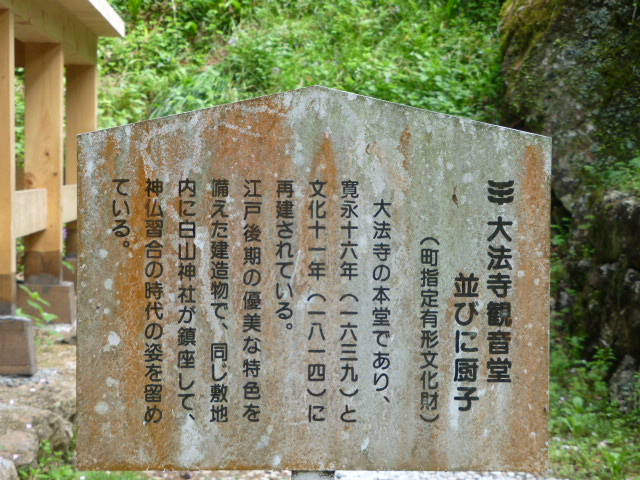 大法寺観音堂
並びに厨子
（町指定有形文化財）
大法寺の本堂であり、
寛永十六年（一六三九）と
文化十一年（一八一四）に
再建されている。
江戸後期の優美な特色を
備えた建造物で、同じ敷地
内に白山神社が鎮座して、
神仏習合の時代の姿を留め
ている。